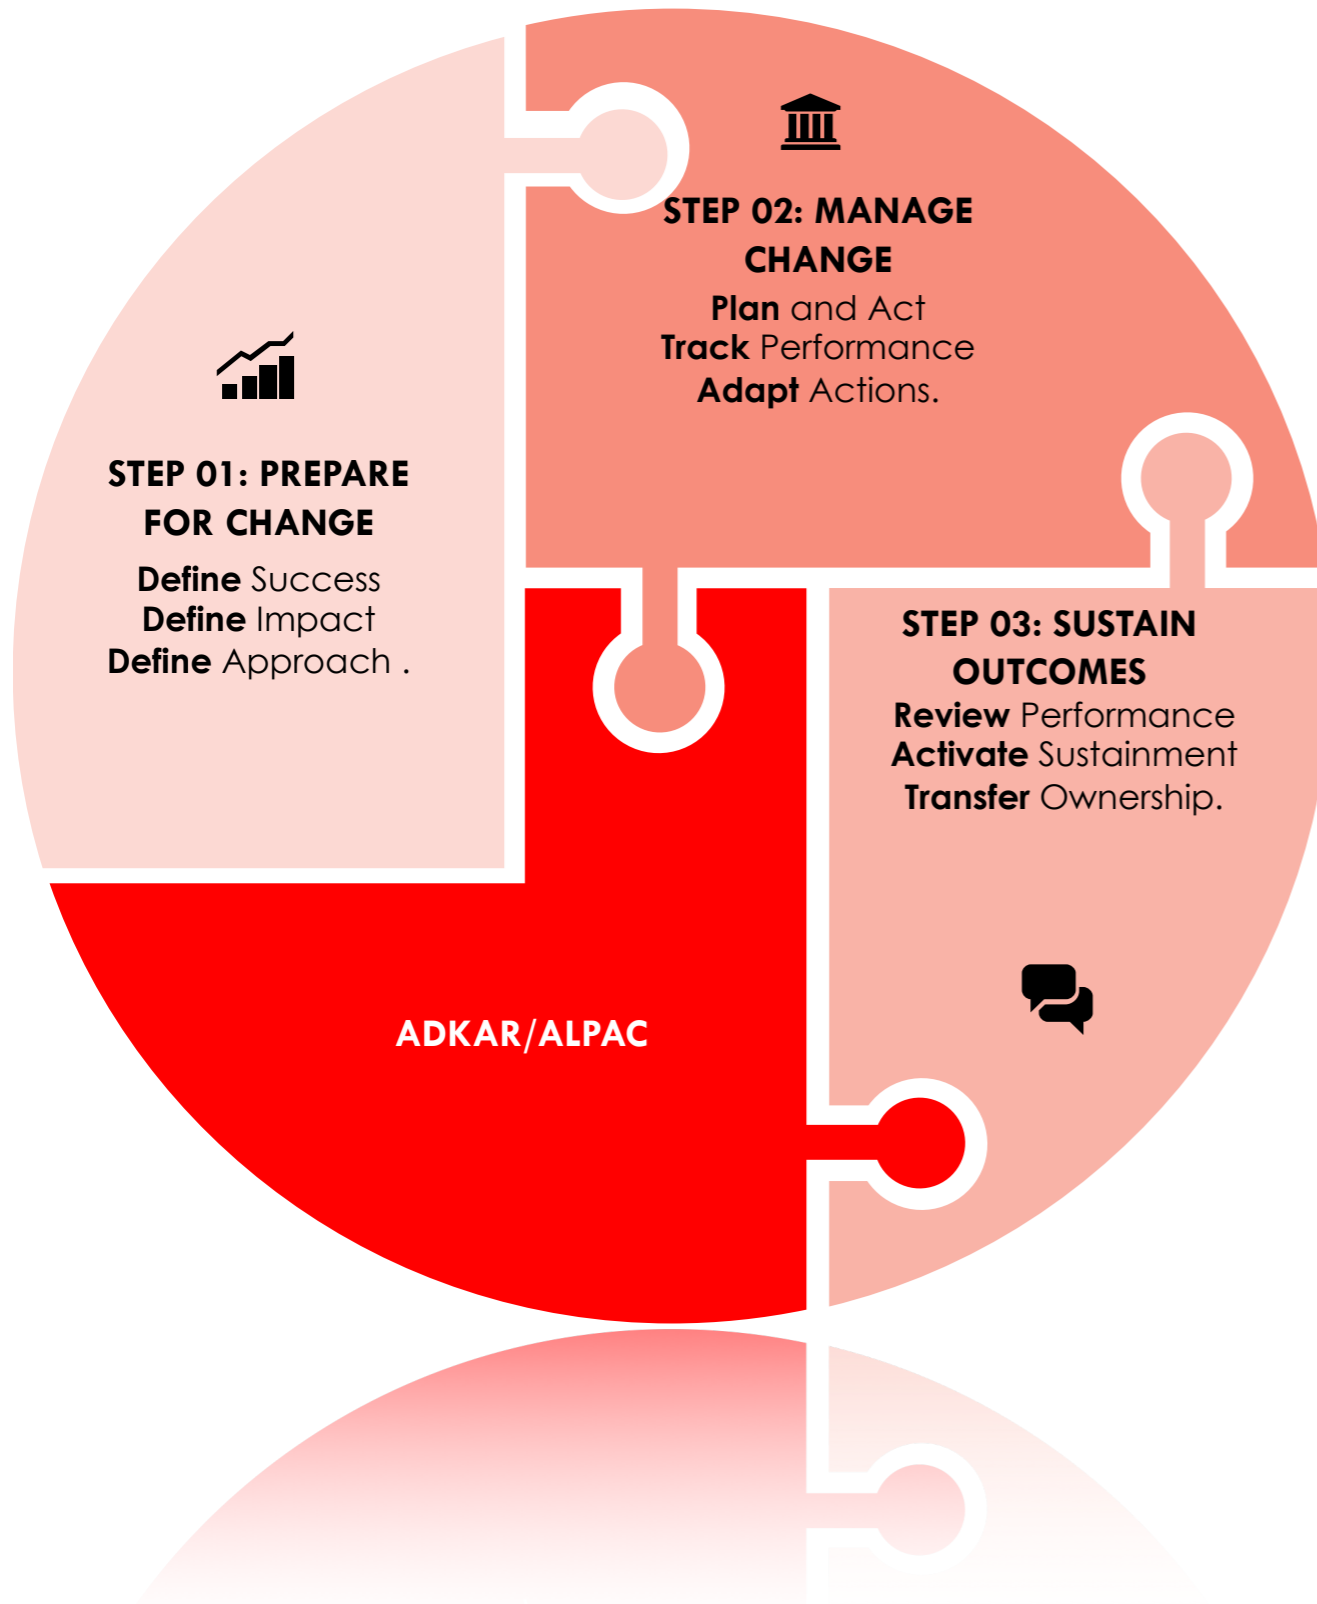 STEP 01: PREPARE
FOR CHANGE
Define Success
Define Impact
Define Approach .
STEP 02: MANAGE
CHANGE
Plan and Act
Track Performance
Adapt Actions.
STEP 03: SUSTAIN
OUTCOMES
Review Performance
Activate Sustainment
Transfer Ownership.
ADKAR/ALPAC